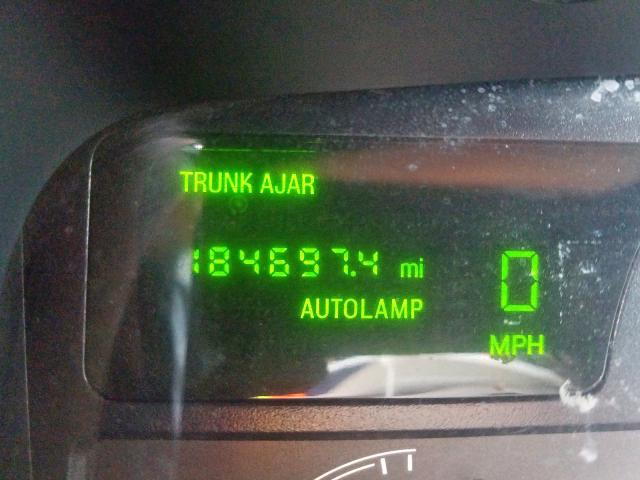 TRUNK AJAR
184697.4 mi
0
AUTOLAMP
MPH